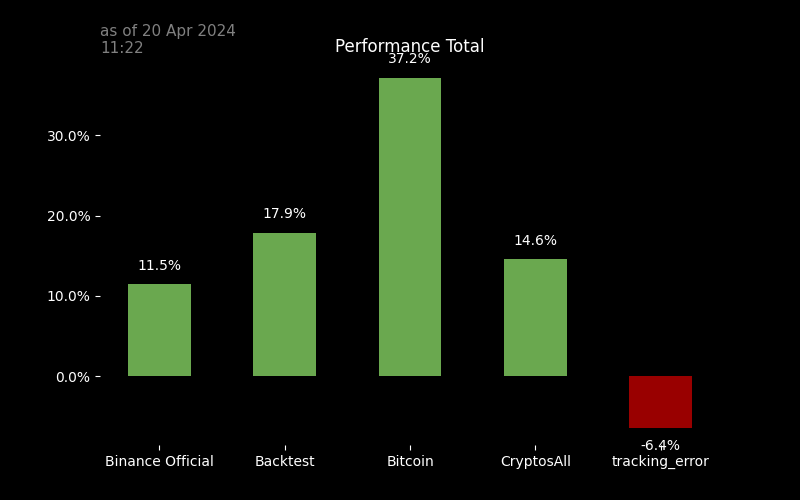 as of 20 Apr 2024
11:22
Performance Total
37.2%
30.0%
20.0%
17.9%
14.6%
11.5%
10.0%
0.0%
-6.4%
Binance Official
Backtest
Bitcoin
CryptosAll
tracking_error